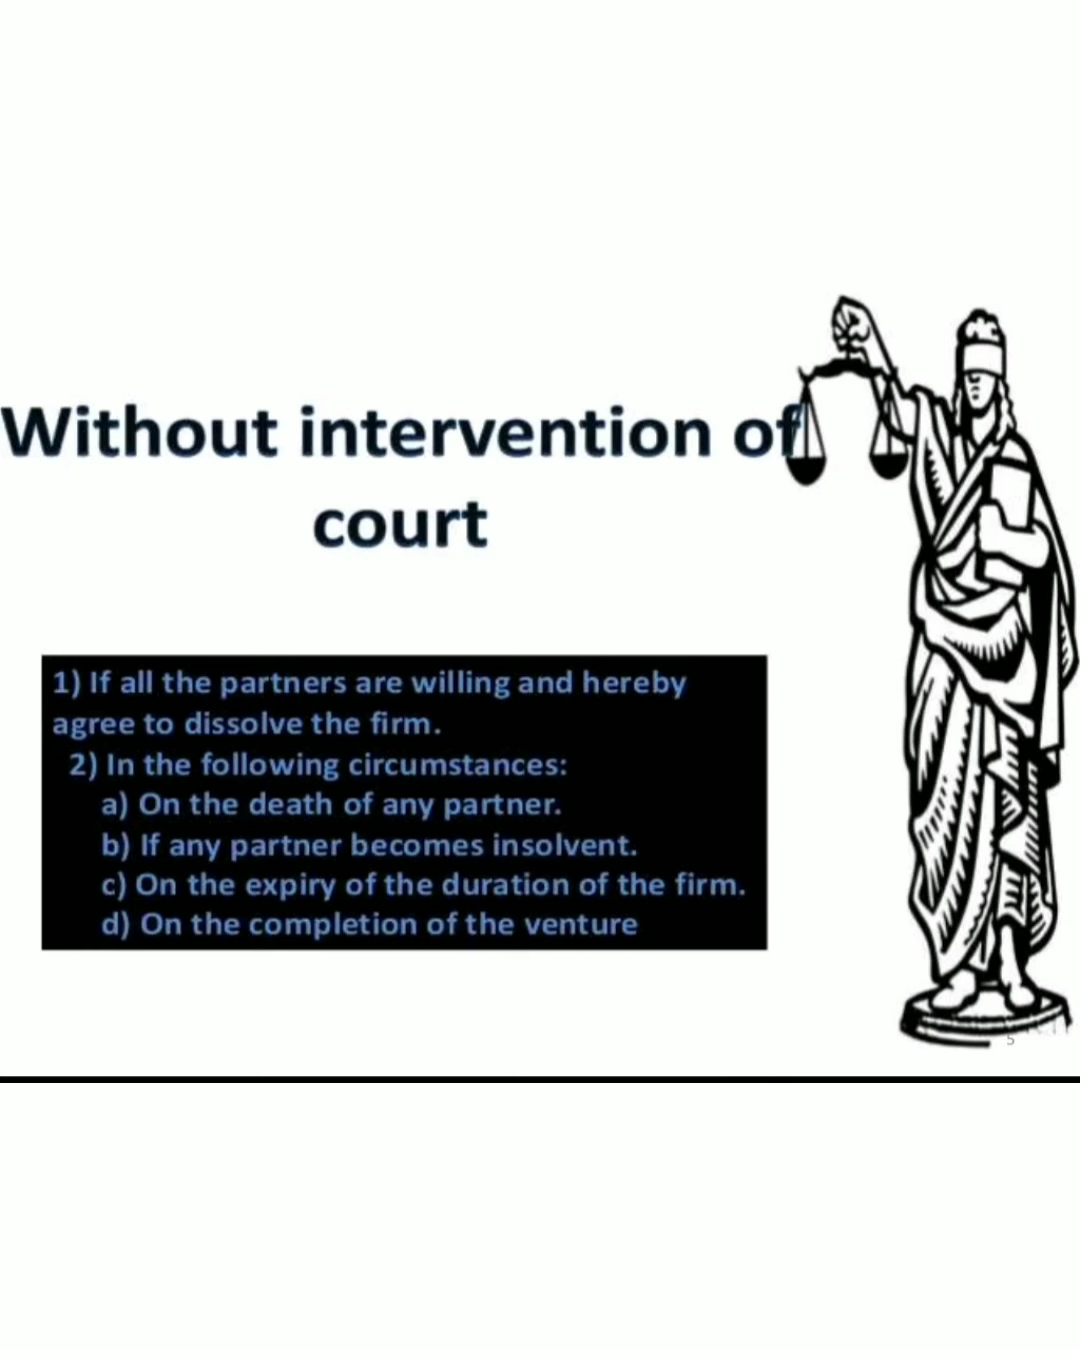 Without intervention of
court
1) If all the partners are willing and hereby
agree to dissolve the firm.
2) In the following circumstances:
a) On the death of any partner.
b) If any partner becomes insolvent.
c) On the expiry of the duration of the firm.
d) On the completion of the venture
5